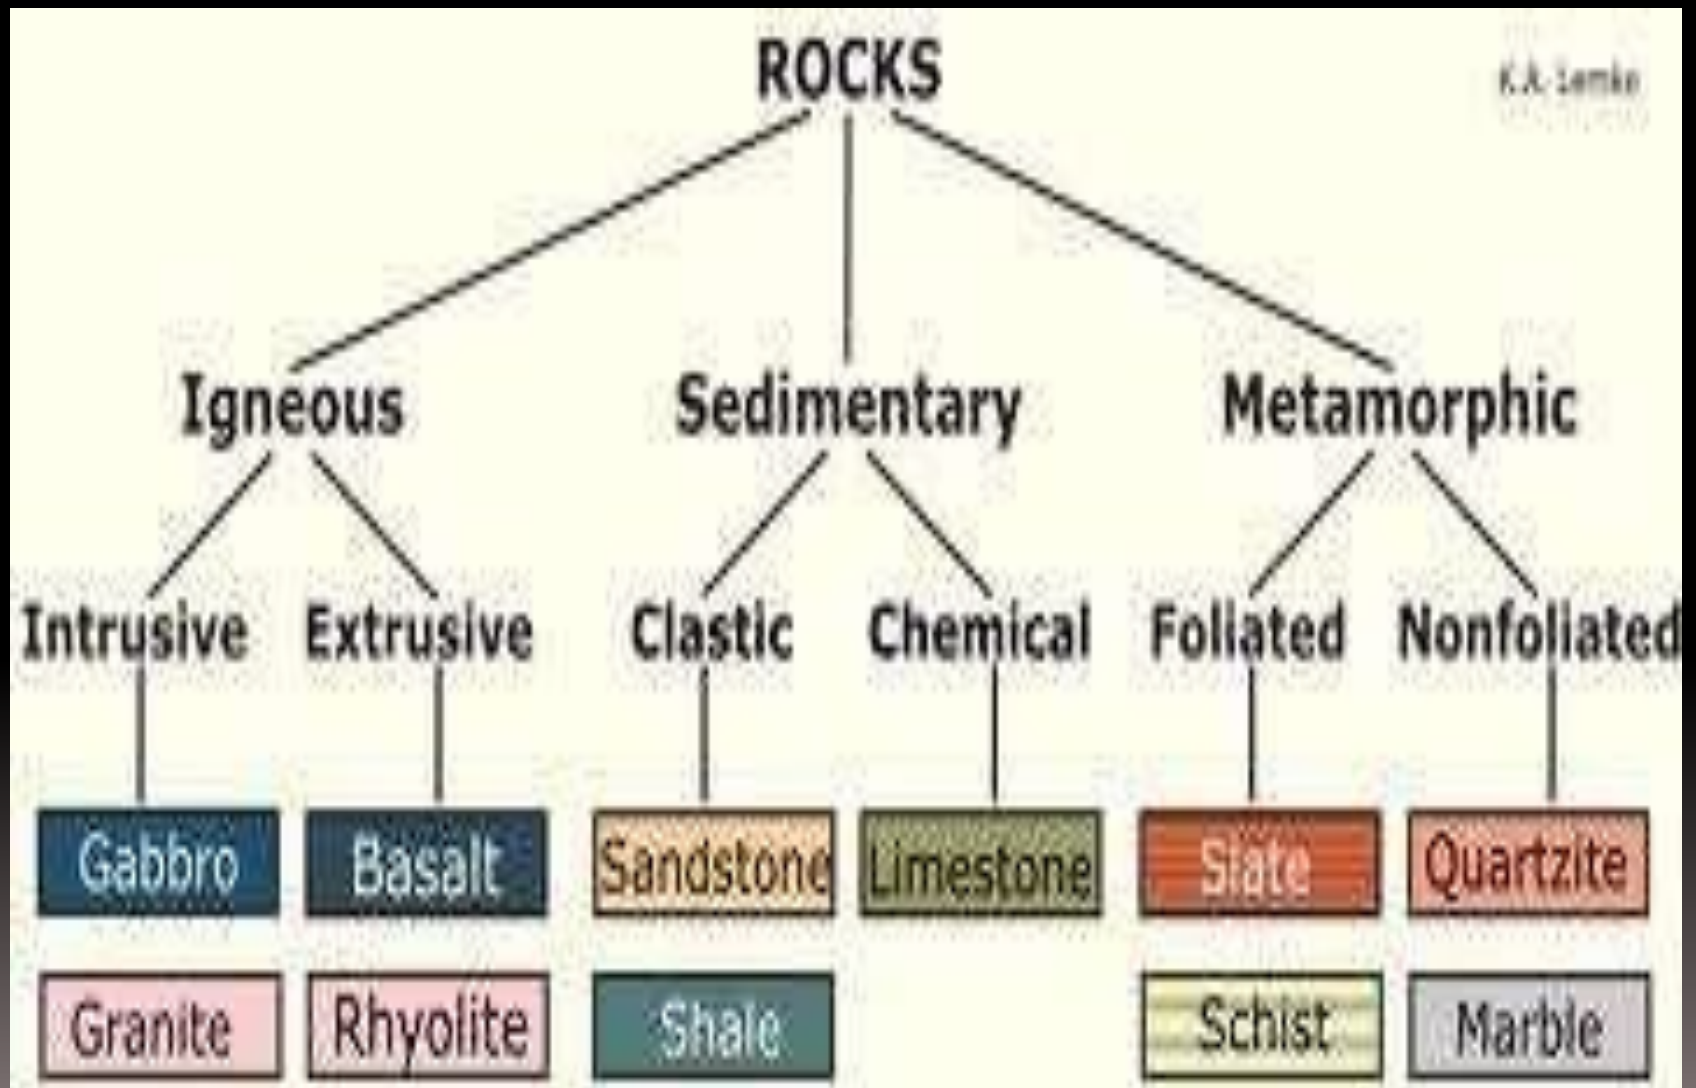 ROCKS
K.A. Lemke
Igneous Sedimentary Metamorphic
Intrusive Extrusive Clastic Chemical Foliated Nonfoliated
Gabbro Basalt Sandstone Limestone Slate Quartzite
Granite Rhyolite Shale Schist Marble